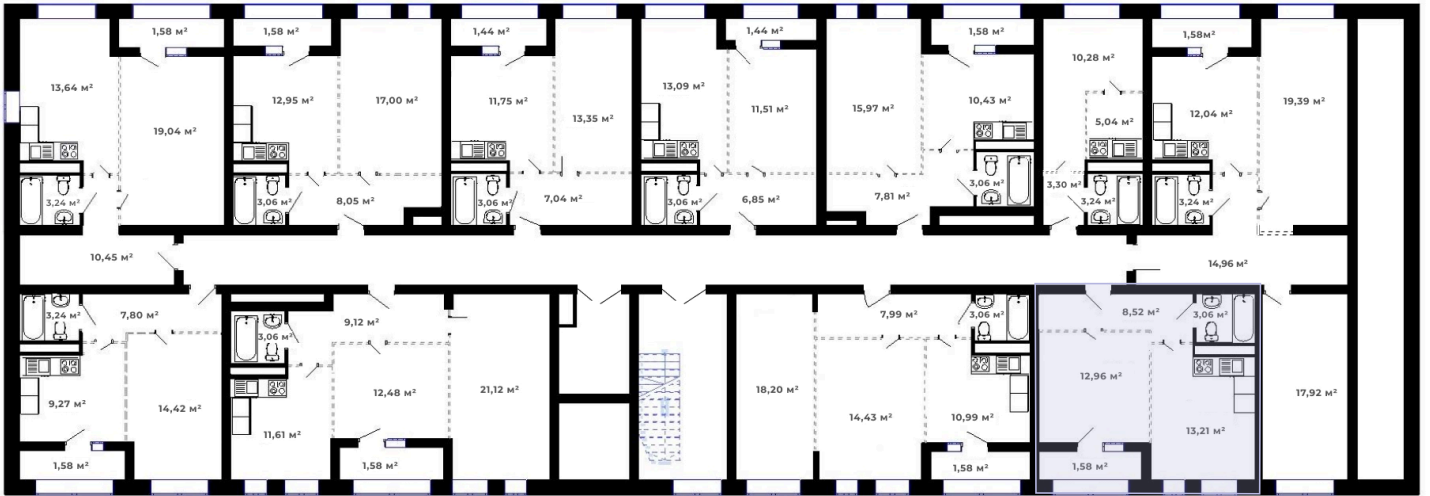 1,58 м²
1,58 м²
1,44 м²
1,44 м²
1,58 м²
1,58м²
13,64 м²
19,04 м²
12,95 м²
17,00 м²
11,75 м²
13,35 м²
13,09 м²
11,51 м²
15,97 м²
10,43 м²
10,28 м²
5,04 м²
12,04 м²
19,39 м²
3,24 м²
3,06 м²
8,05 м²
3,06 м²
7,04 м²
3,06 м²
6,85 м²
7,81 м²
3,06 м²
3,30 м²
3,24 м²
3,24 м²
10,45 м²
14,96 м²
3,24 м²
7,80 м²
3,06 м²
9,12 м²
7,99 м²
3,06 м²
8,52 м²
3,06 м²
9,27 м²
14,42 м²
11,61 м²
12,48 м²
21,12 м²
18,20 м²
14,43 м²
10,99 м²
12,96 м²
13,21 м²
17,92 м²
1,58 м²
1,58 м²
1,58 м²
1,58 м²